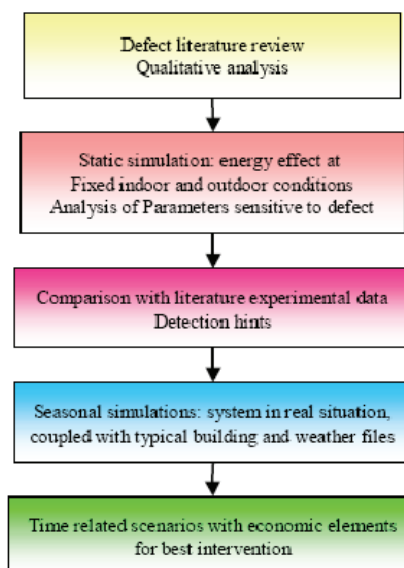 Defect literature review
Qualitative analysis
Static simulation: energy effect at
Fixed indoor and outdoor conditions
Analysis of Parameters sensitive to defect
Comparison with literature experimental data
Detection hints
Seasonal simulations: system in real situation,
coupled with typical building and weather files
Time related scenarios with economic elements
for best intervention